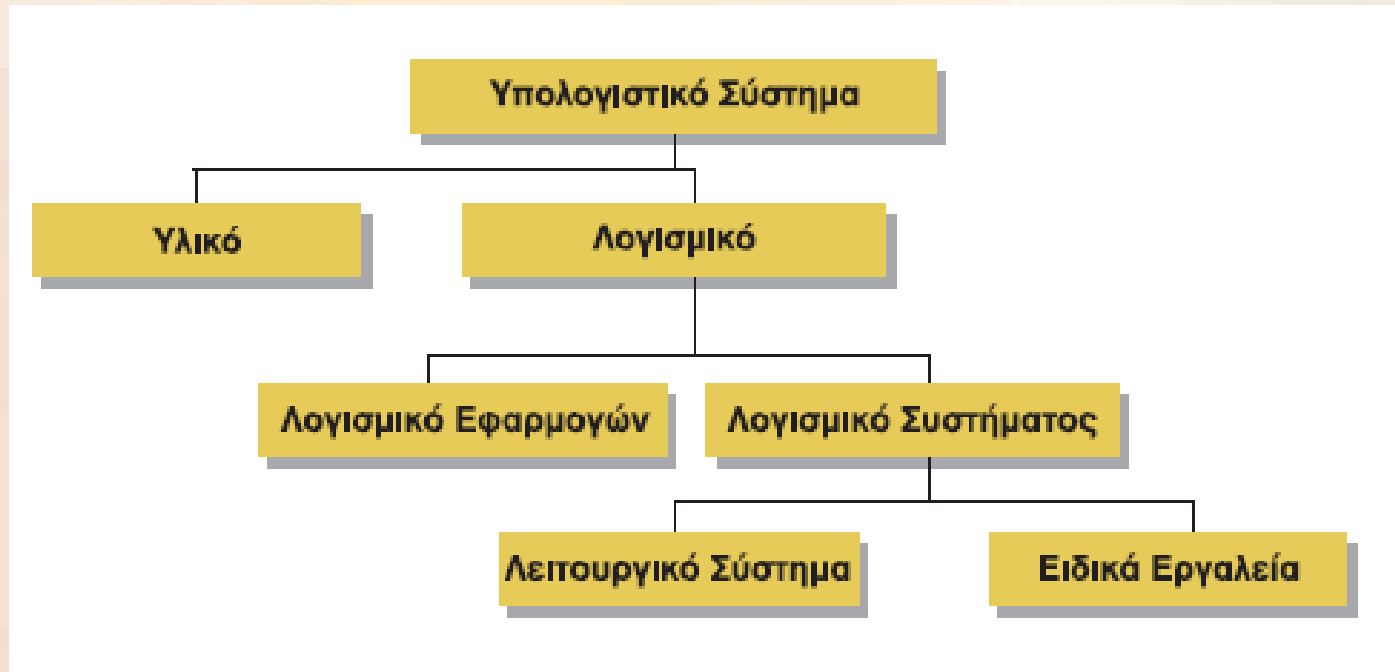 Υπολογιστικό Σύστημα
Υλικό
Λογισμικό
Λογισμικό Εφαρμογών
Λογισμικό Συστήματος
Λειτουργικό Σύστημα
Ειδικά Εργαλεία